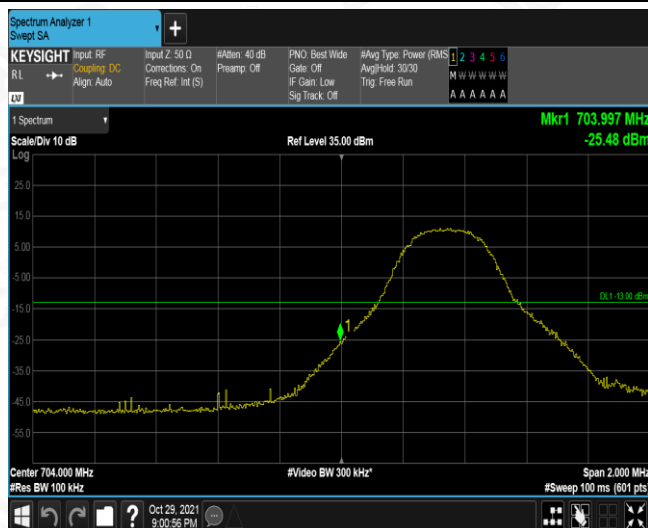 Spectrum Analyzer 1
Swept SA
+
KEYSIGHT
RL
LXI
Input: RF
Coupling: DC
Align: Auto
Input Z: 50 Ω
Corrections: On
Freq Ref: Int (S)
#Atten: 40 dB
Preamp: Off
PNO: Best Wide
Gate: Off
IF Gain: Low
Sig Track: Off
#Avg Type: Power (RMS
Avg|Hold: 30/30
Trig: Free Run
1 2 3 4 5 6
M W W W W W
A A A A A A
1 Spectrum
Mkr1 703.997 MHz
Scale/Div 10 dB
Ref Level 35.00 dBm
-25.48 dBm
Log
25.0
15.0
5.00
-5.00
DL1 -13.00 dBm
-15.0
1
-25.0
-35.0
-45.0
-55.0
Center 704.000 MHz
#Video BW 300 kHz*
Span 2.000 MHz
#Res BW 100 kHz
#Sweep 100 ms (601 pts)
?
Oct 29, 2021
9:00:56 PM